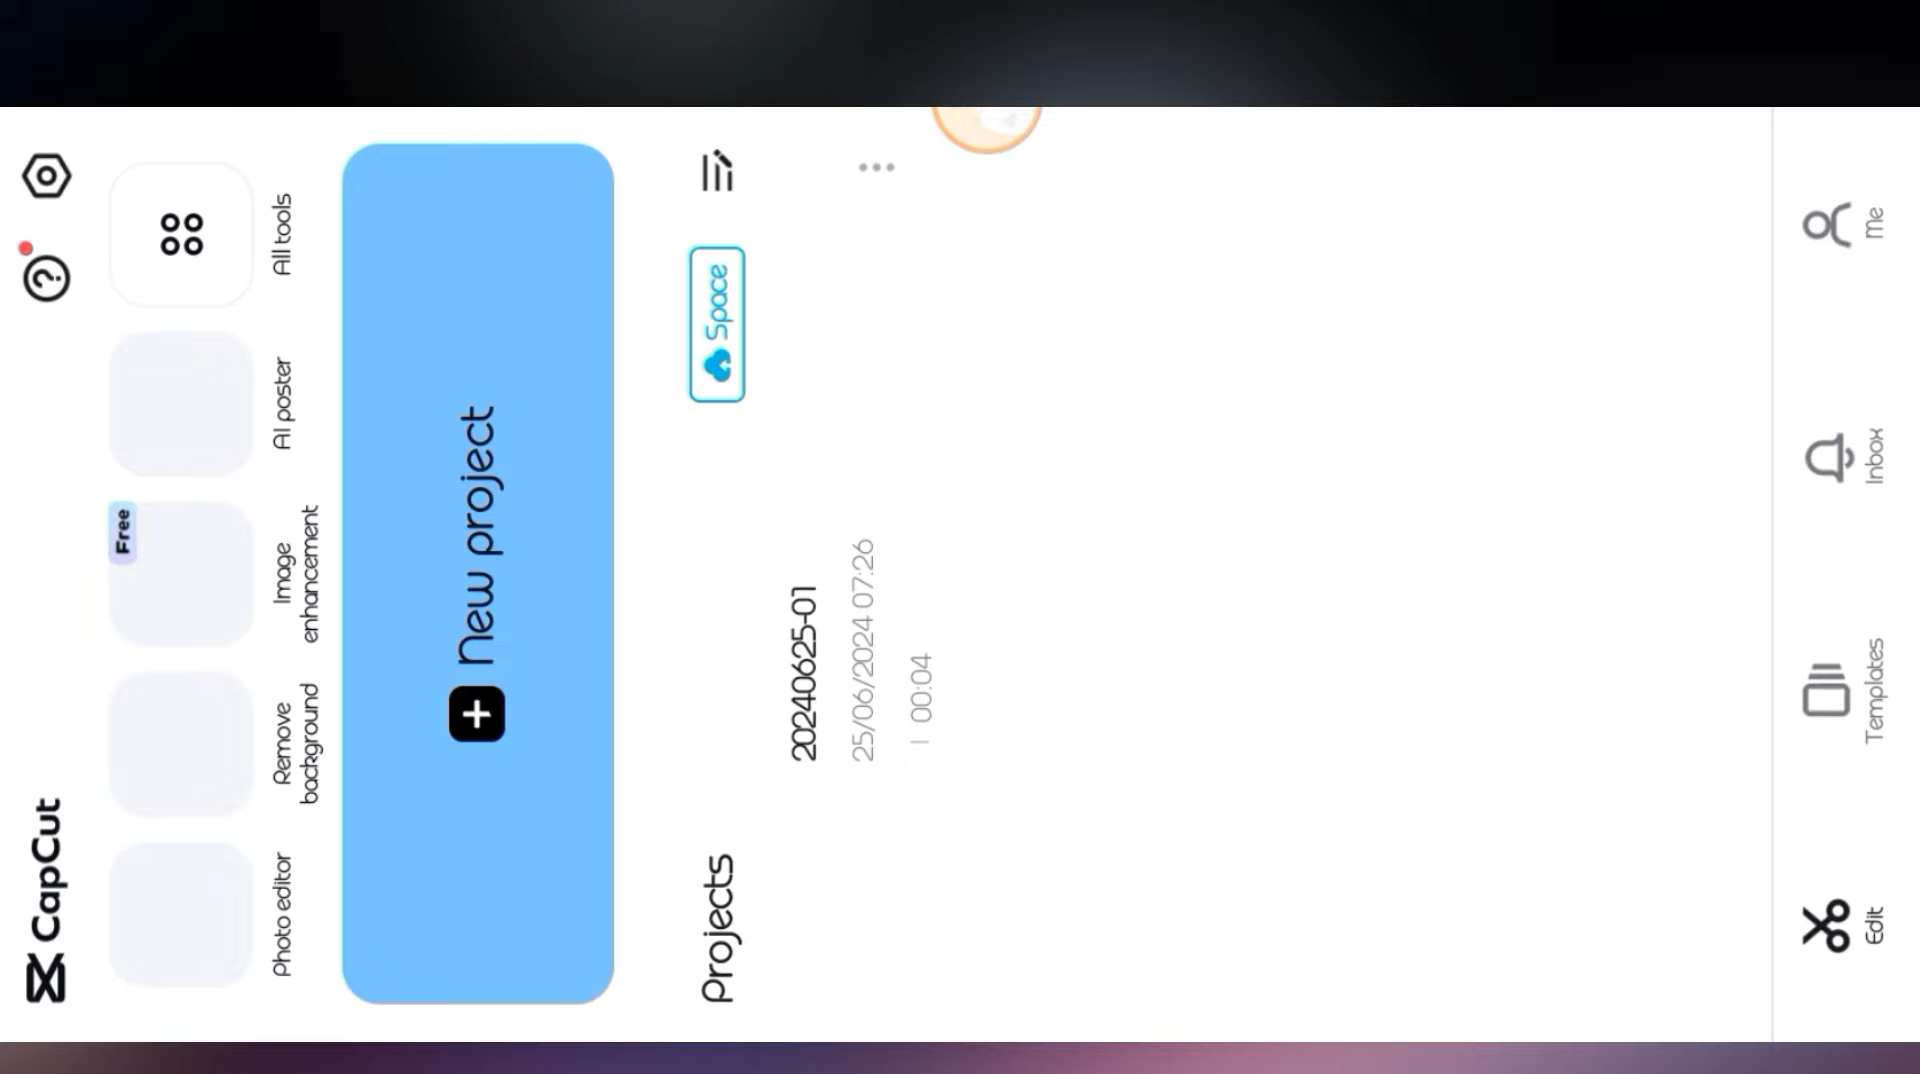 CapCut
Free
Photo editor
Remove
background
Image
enhancement
AI poster
All tools
New project
Projects
Space
20240625-01
25/06/2024 07:26
00:04
Edit
Templates
Inbox
Me